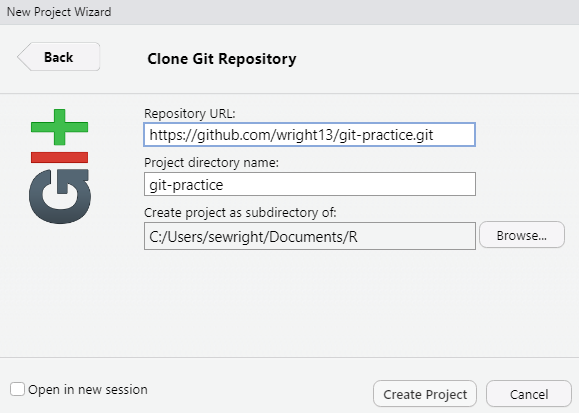 New Project Wizard
Back
Clone Git Repository
GIT
Repository URL:
https://github.com/wright13/git-practice.git
Project directory name:
git-practice
Create project as subdirectory of:
C:/Users/sewright/Documents/R
Browse...
Open in new session
Create Project
Cancel